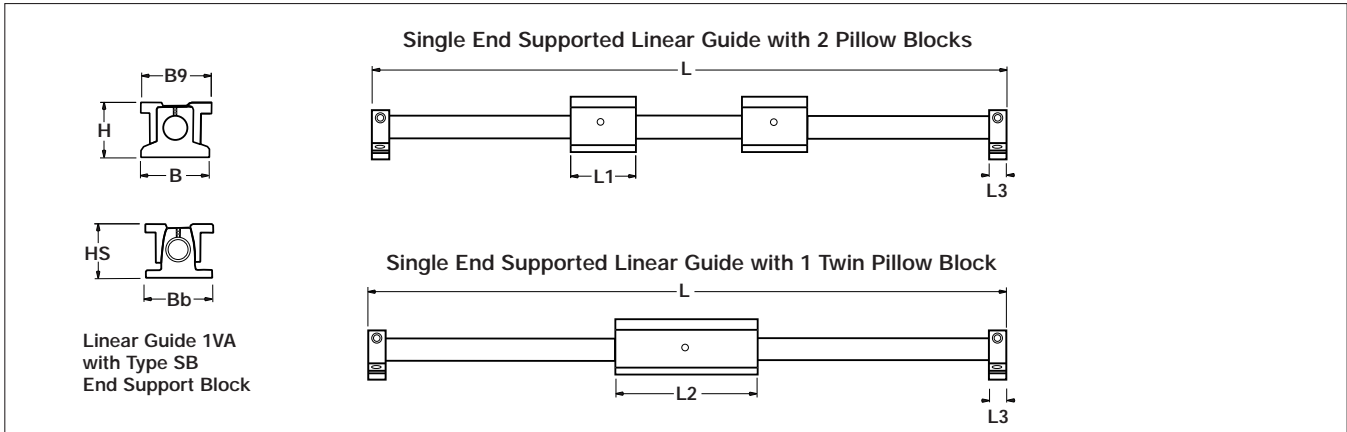 Single End Supported Linear Guide with 2 Pillow Blocks
B9
L
H
B
L1
L3
HS
Bb
Single End Supported Linear Guide with 1 Twin Pillow Block
L
Linear Guide 1VA
with Type SB
End Support Block
L2
L3